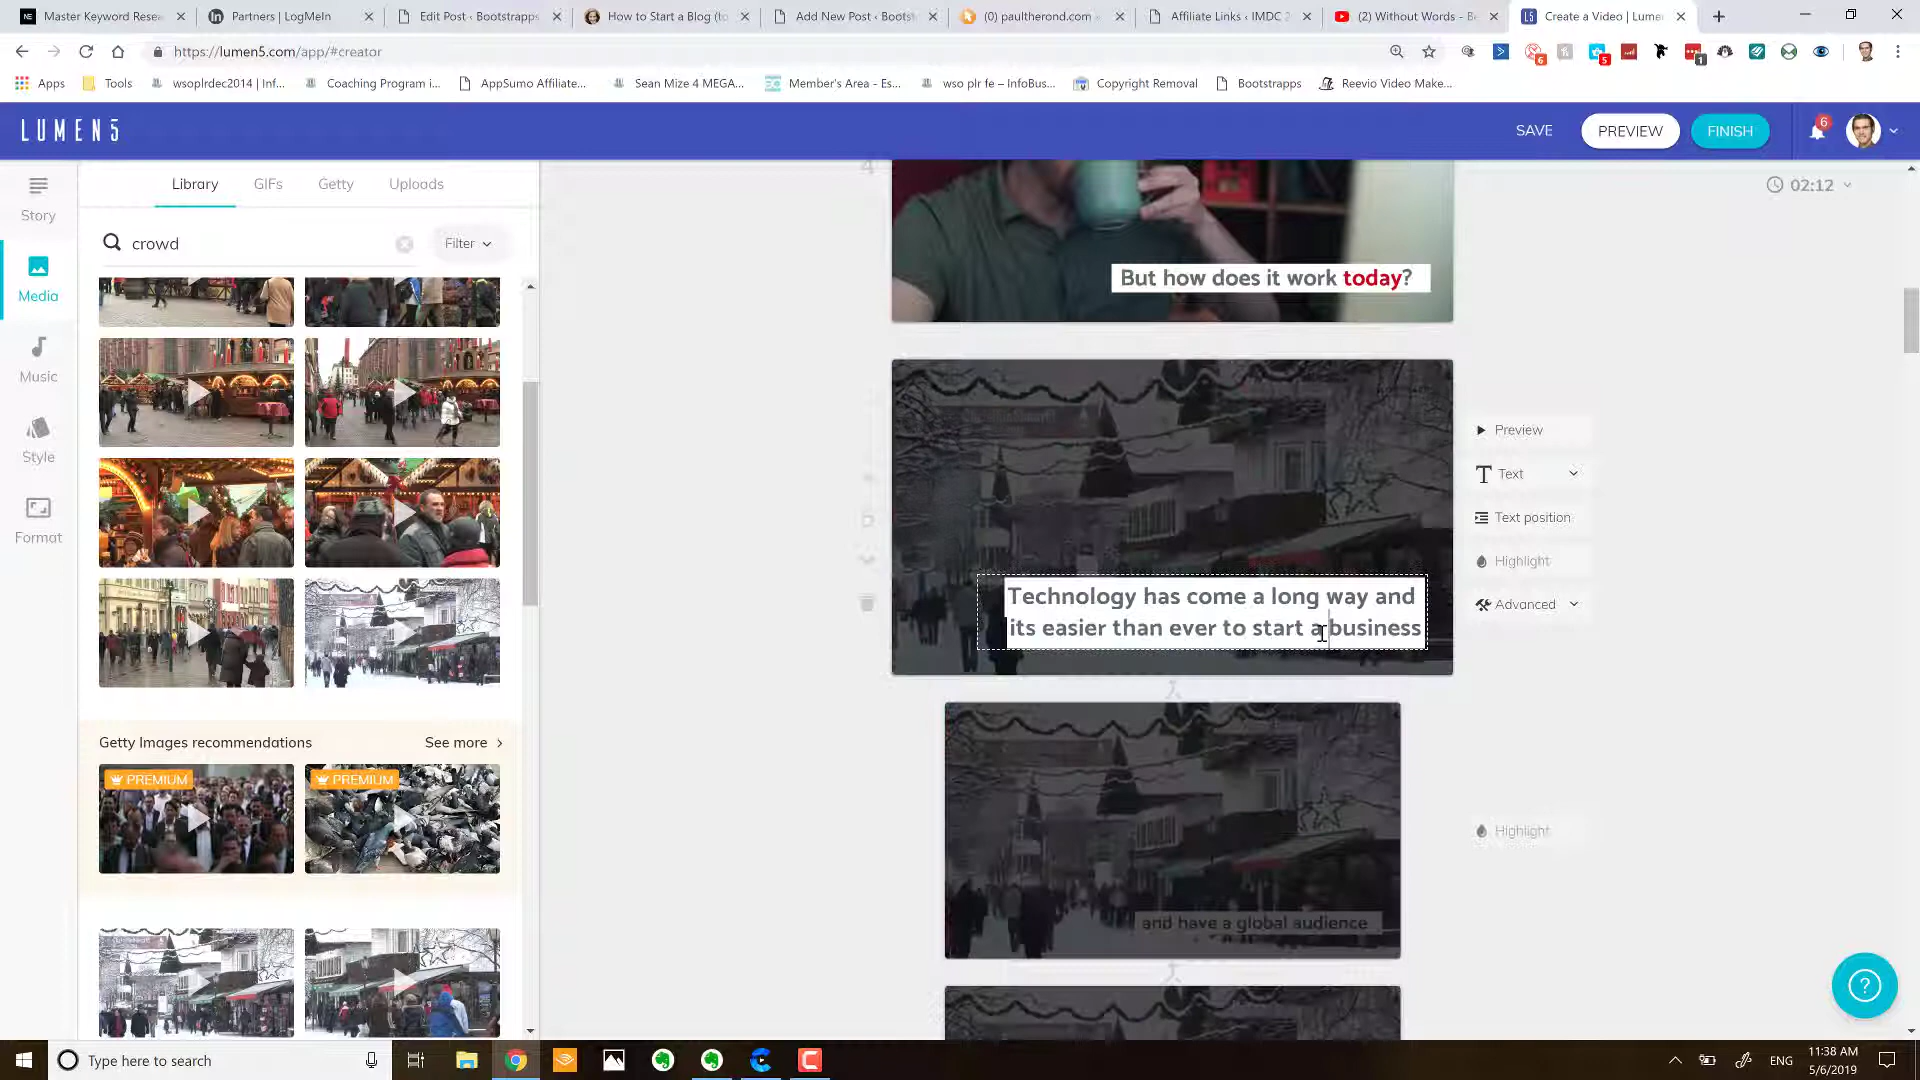 Master Keyword Resea
Partners | LogMeIn
Edit Post ‹ Bootstrapps
How to Start a Blog (to
Add New Post ‹ Bootst
(0) paultherond.com
Affiliate Links ‹ IMDC 2
(2) Without Words - Be
Create a Video | Lumen
https://lumen5.com/app/#creator
Apps
Tools
wsoplrdec2014 | Inf...
Coaching Program i...
AppSumo Affiliate...
Sean Mize 4 MEGA...
Member's Area - Es...
wso plr fe – InfoBus...
Copyright Removal
Bootstrapps
Reevio Video Make...
LUMEN5
SAVE
PREVIEW
FINISH
6
Library
GIFs
Getty
Uploads
Story
Media
Music
Style
Format
crowd
Filter
Getty Images recommendations
See more
PREMIUM
PREMIUM
4
02:12
But how does it work today?
Technology has come a long way and
its easier than ever to start a business
and have a global audience
Preview
Text
Text position
Highlight
Advanced
Highlight
?
Type here to search
ENG
11:38 AM
5/6/2019